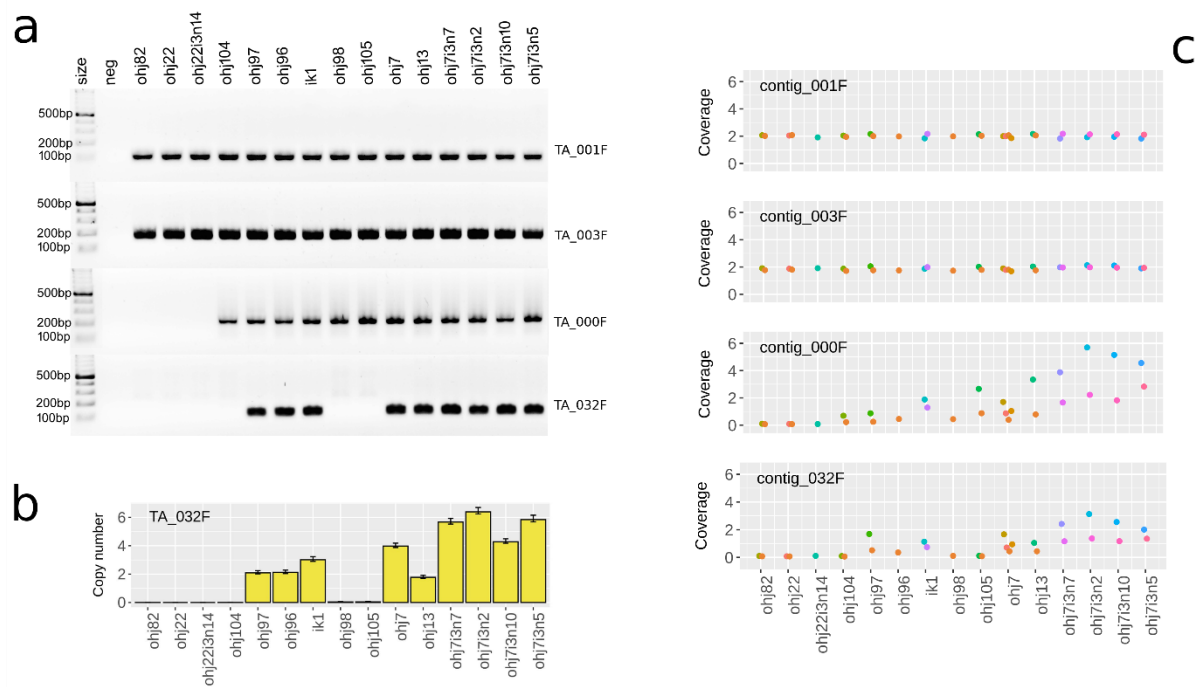 a
size neg ohj82 ohj22 ohj22i3n14 ohj104 ohj97 ohj96 ik1 ohj98 ohj105 ohj7 ohj13 ohj7i3n7 ohj7i3n2 ohj7i3n10 ohj7i3n5
500bp
200bp
100bp
TA_001F
500bp
200bp
100bp
TA_003F
500bp
200bp
100bp
TA_000F
500bp
200bp
100bp
TA_032F
b
TA_032F
Copy number
6
4
2
0
ohj82 ohj22 ohj22i3n14 ohj104 ohj97 ohj96 ik1 ohj98 ohj105 ohj7 ohj13 ohj7i3n7 ohj7i3n2 ohj7i3n10 ohj7i3n5
c
contig_001F
Coverage
6
4
2
0
contig_003F
Coverage
6
4
2
0
contig_000F
Coverage
6
4
2
0
contig_032F
Coverage
6
4
2
0
ohj82 ohj22 ohj22i3n14 ohj104 ohj97 ohj96 ik1 ohj98 ohj105 ohj7 ohj13 ohj7i3n7 ohj7i3n2 ohj7i3n10 ohj7i3n5